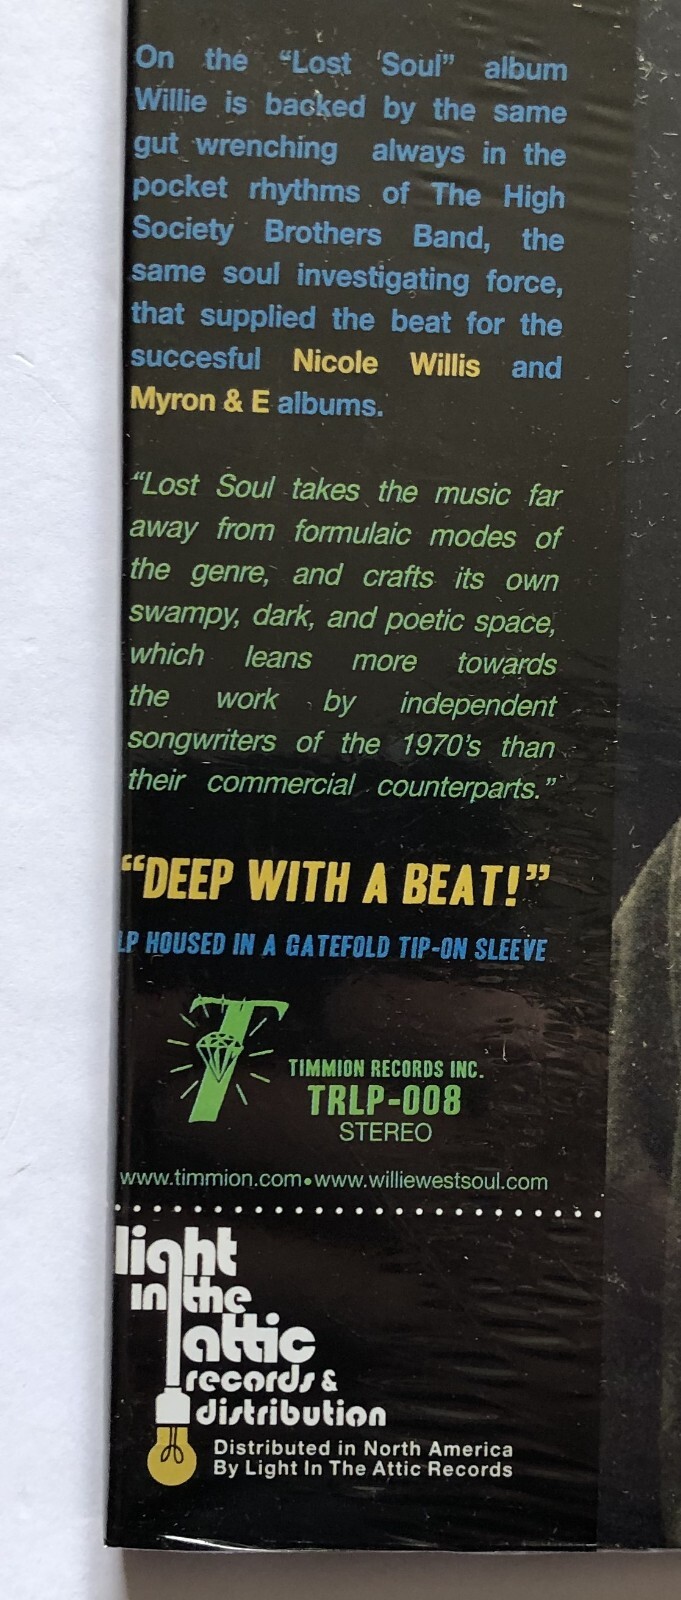 On the “Lost Soul” album
Willie is backed by the same
gut wrenching always in the
pocket rhythms of The High
Society Brothers Band, the
same soul investigating force,
that supplied the beat for the
succesful Nicole Willis and
Myron & E albums.
“Lost Soul takes the music far
away from formulaic modes of
the genre, and crafts its own
swampy, dark, and poetic space,
which leans more towards
the work by independent
songwriters of the 1970's than
their commercial counterparts.”
“DEEP WITH A BEAT!”
LP HOUSED IN A GATEFOLD TIP-ON SLEEVE
T
TIMMION RECORDS INC.
TRLP-008
STEREO
www.timmion.com•www.williewestsoul.com
light
in the
attic
records &
distribution
Distributed in North America
By Light In The Attic Records